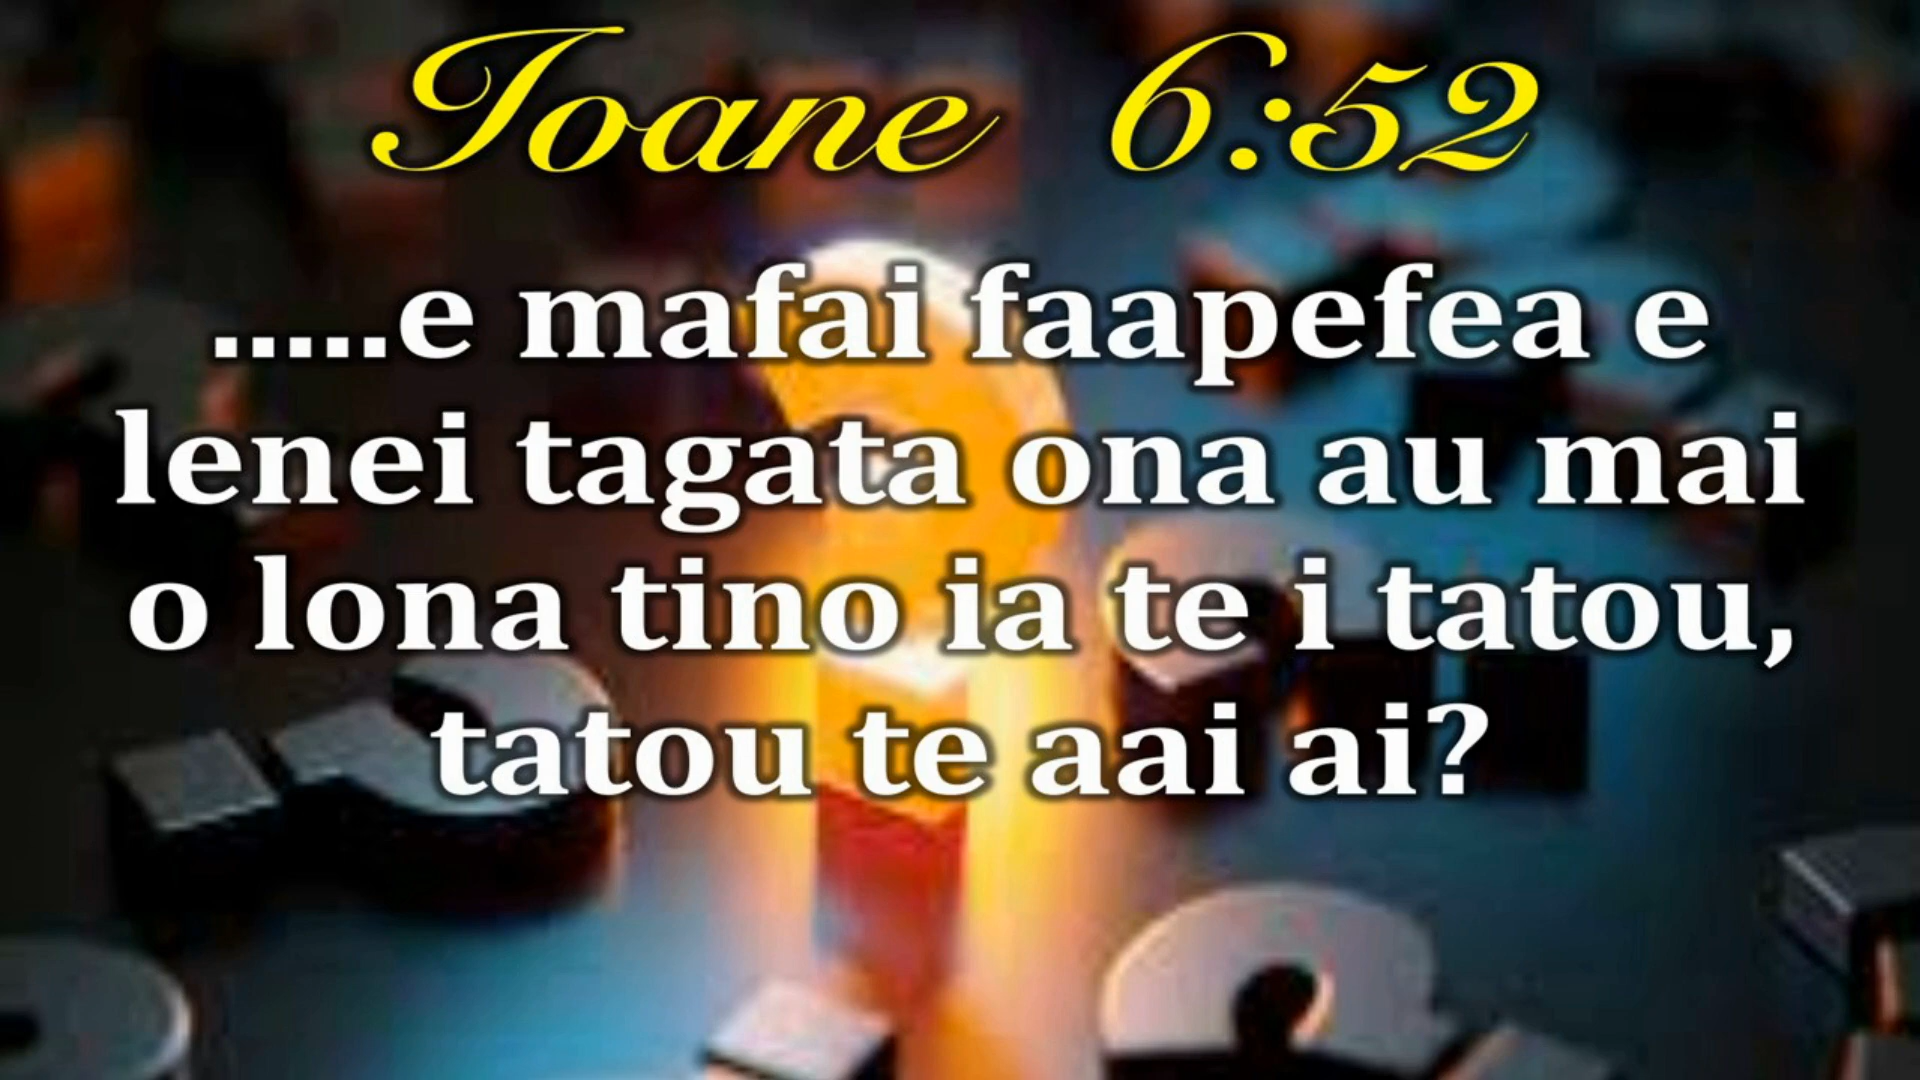 Ioane 6:52
.....e mafai faapefea e
lenei tagata ona au mai
o lona tino ia te i tatou,
tatou te aai ai?